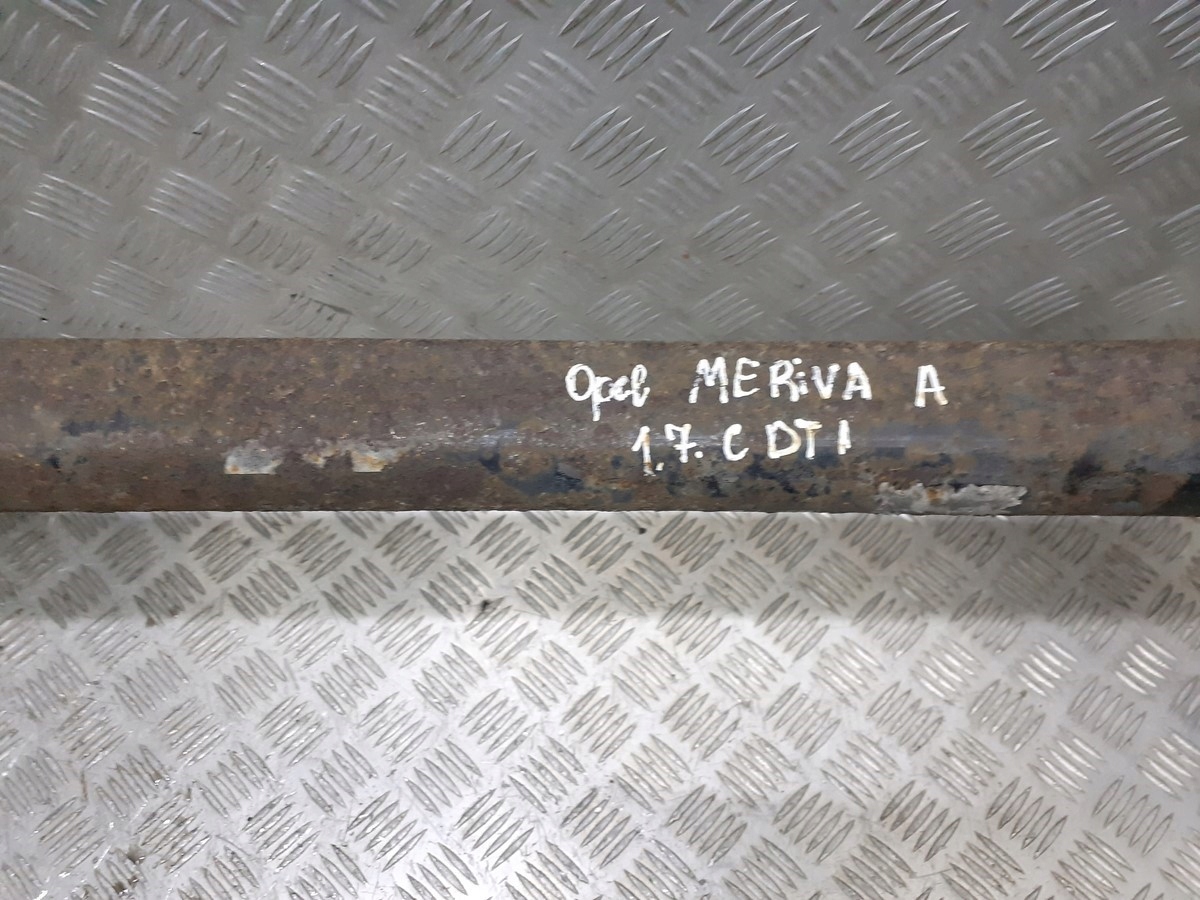 Opel MERiVA A
1.7. CDTI